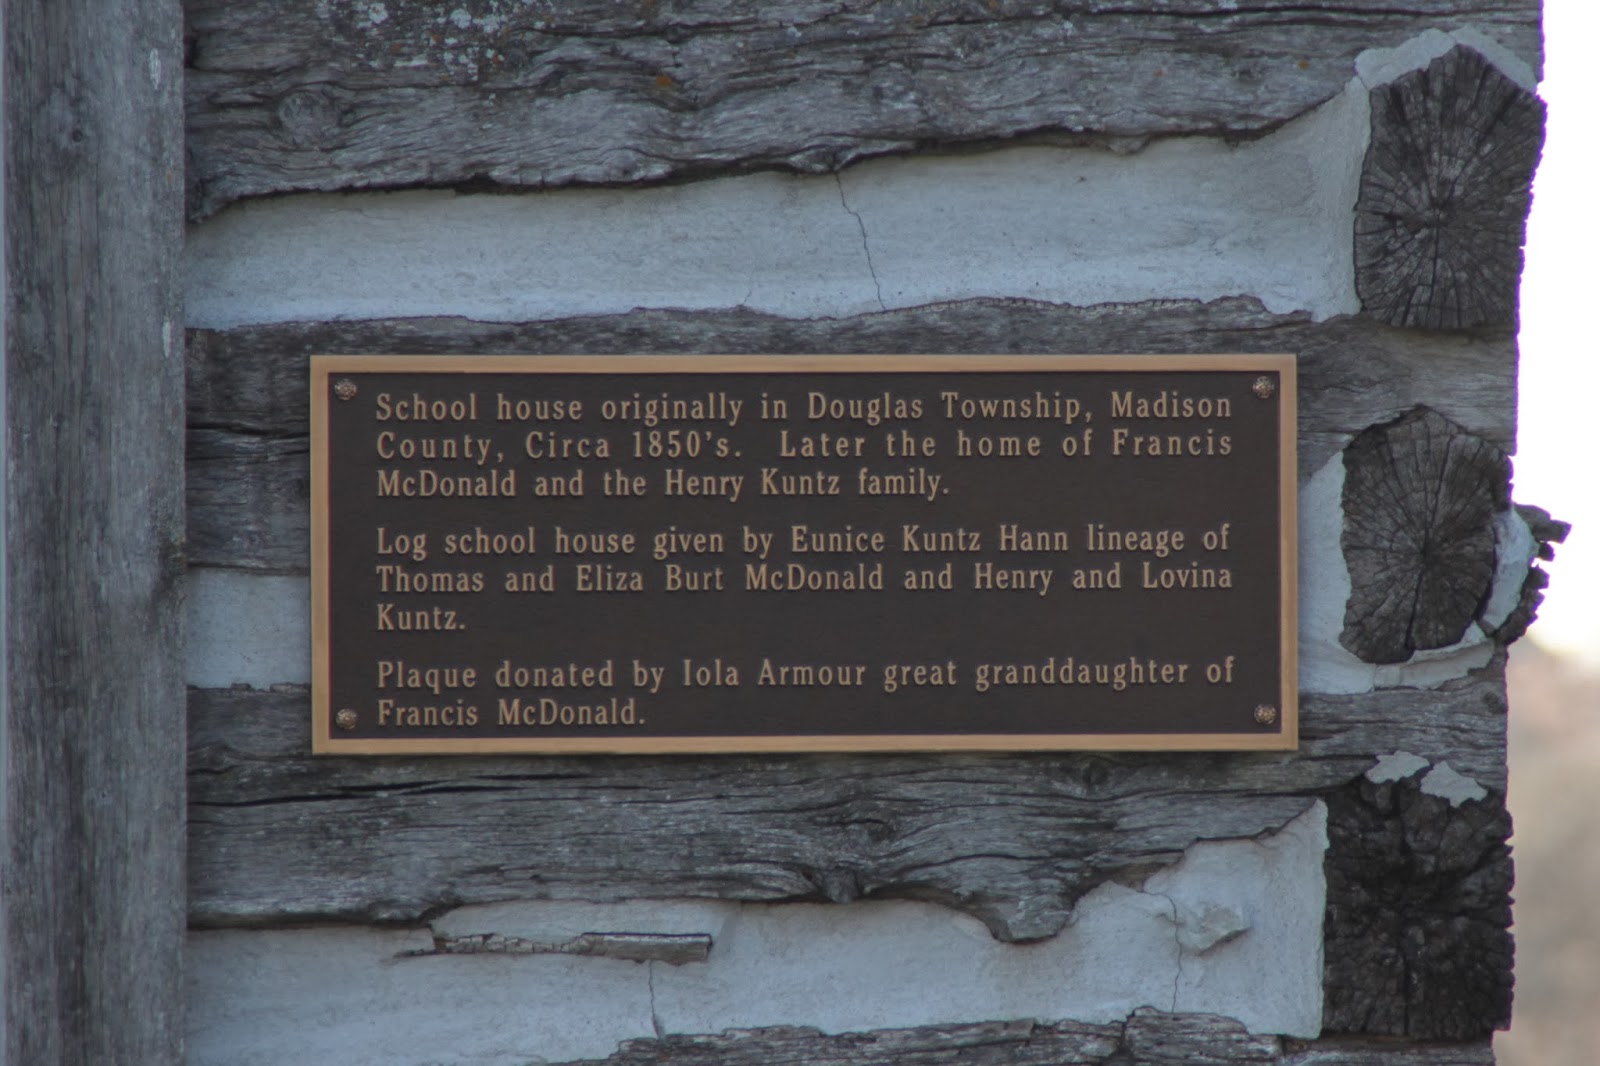 School house originally in Douglas Township, Madison
County, Circa 1850's. Later the home of Francis
McDonald and the Henry Kuntz family.
Log school house given by Eunice Kuntz Hann lineage of
Thomas and Eliza Burt McDonald and Henry and Lovina
Kuntz.
Plaque donated by Iola Armour great granddaughter of
Francis McDonald.